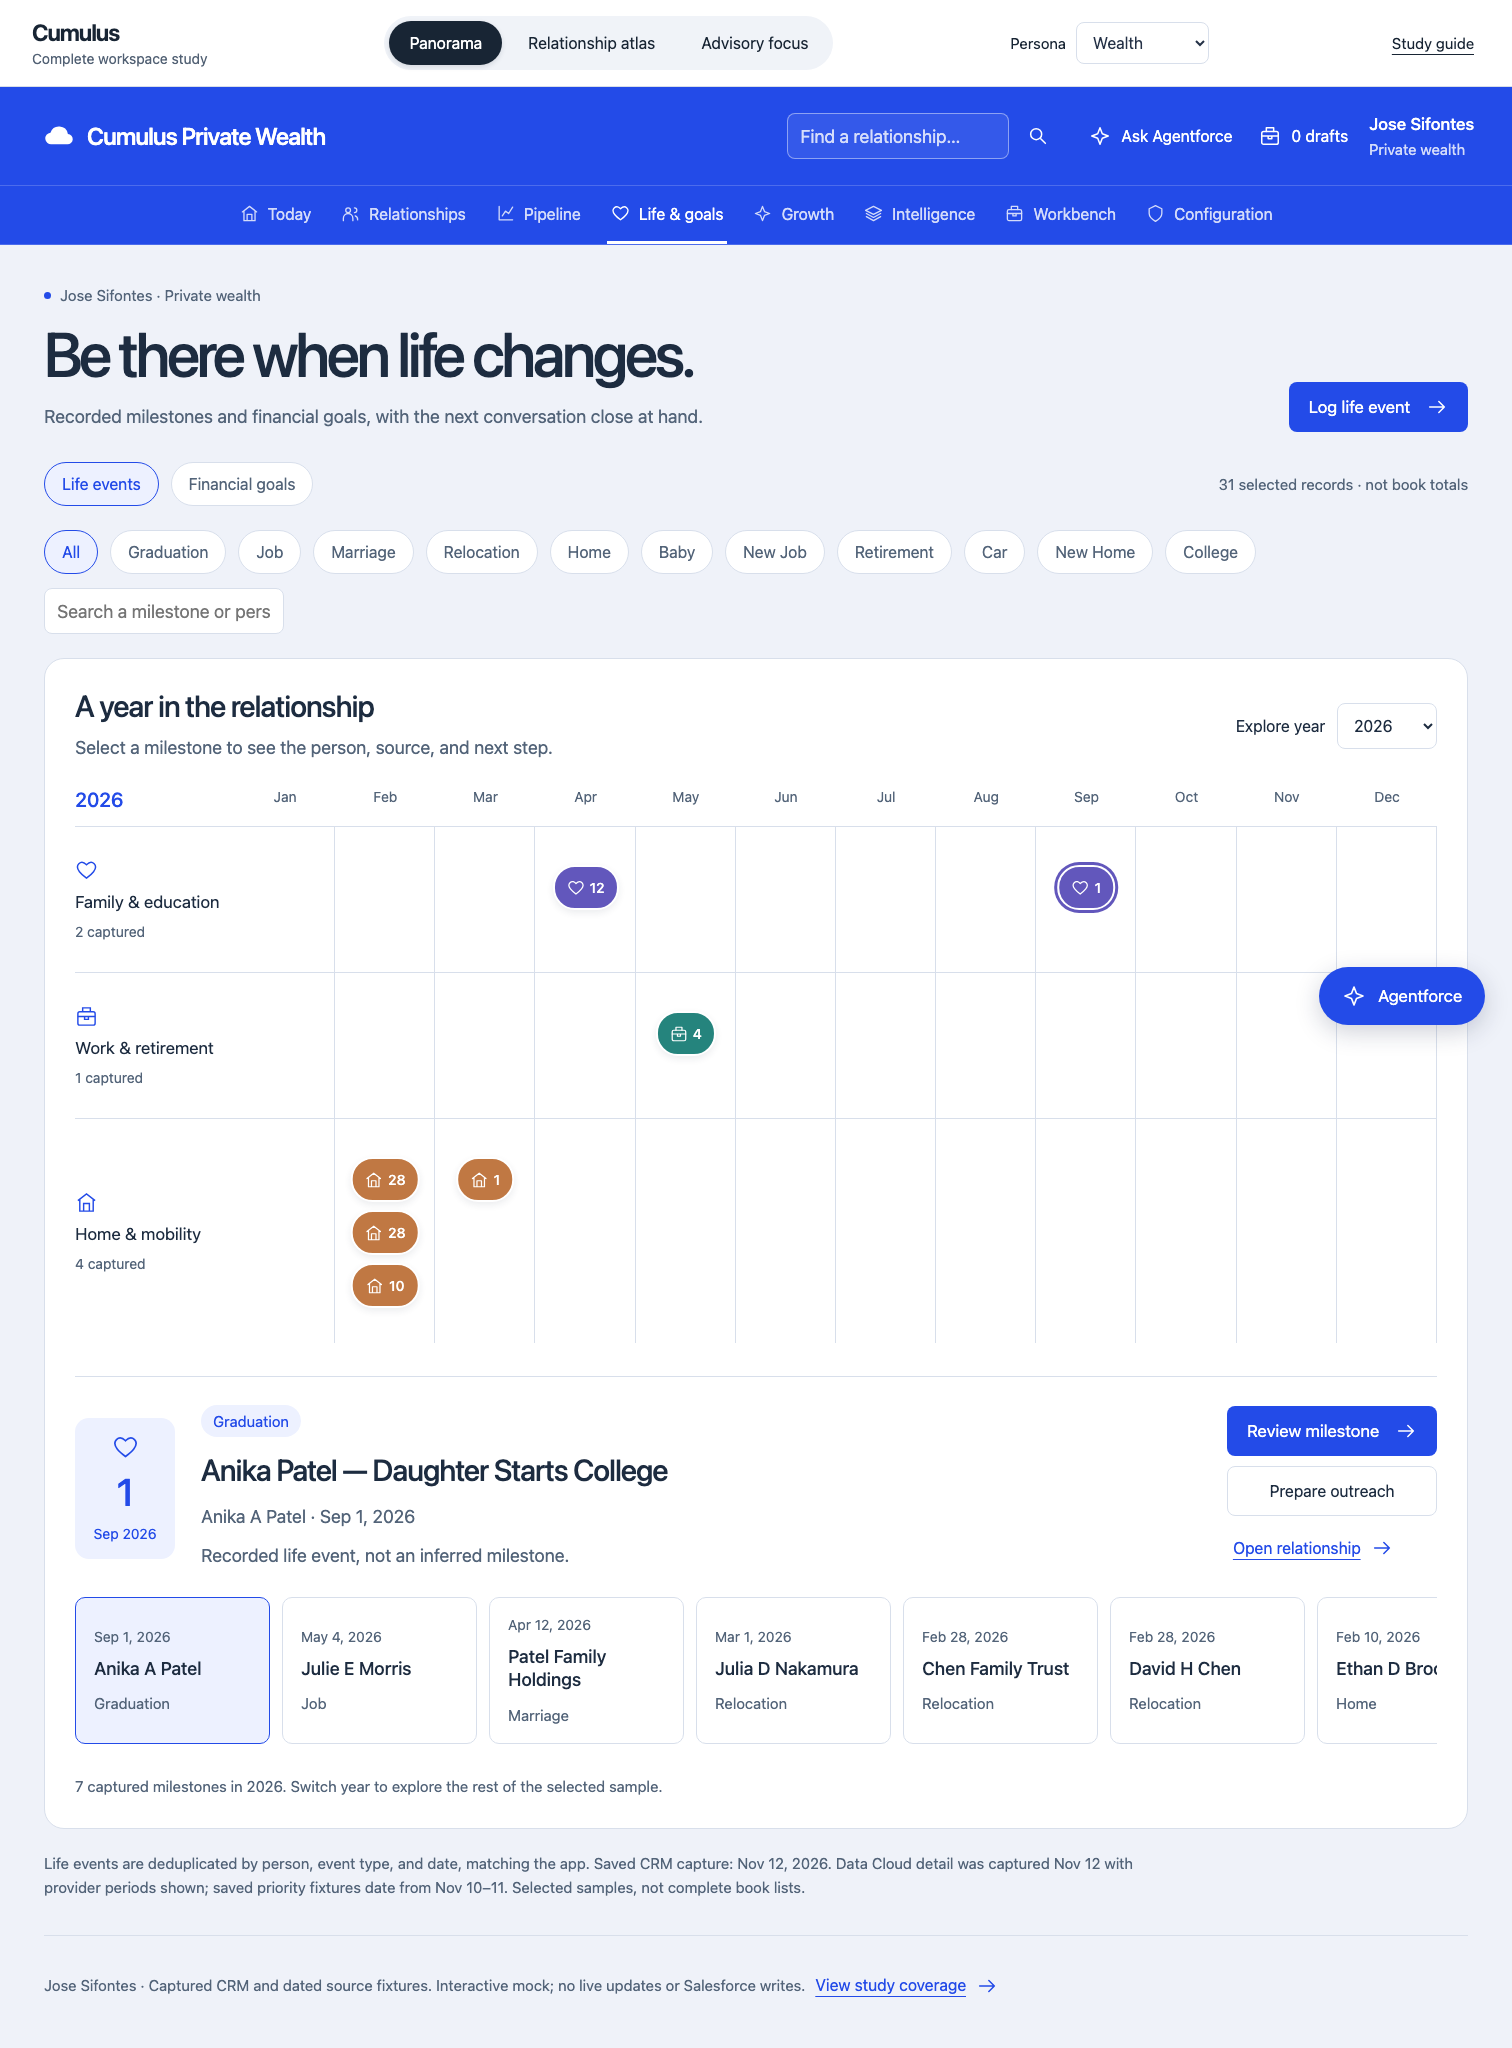 Cumulus
Complete workspace study
Panorama
Relationship atlas
Advisory focus
Persona
Wealth
Study guide
Cumulus Private Wealth
Find a relationship...
Ask Agentforce
0 drafts
Jose Sifontes
Private wealth
Today
Relationships
Pipeline
Life & goals
Growth
Intelligence
Workbench
Configuration
Jose Sifontes · Private wealth
Be there when life changes.
Recorded milestones and financial goals, with the next conversation close at hand.
Log life event
Life events
Financial goals
31 selected records · not book totals
All
Graduation
Job
Marriage
Relocation
Home
Baby
New Job
Retirement
Car
New Home
College
Search a milestone or pers
A year in the relationship
Select a milestone to see the person, source, and next step.
Explore year
2026
2026
Jan
Feb
Mar
Apr
May
Jun
Jul
Aug
Sep
Oct
Nov
Dec
Family & education
2 captured
12
1
Agentforce
Work & retirement
1 captured
4
Home & mobility
4 captured
28
1
28
10
1
Sep 2026
Graduation
Anika Patel — Daughter Starts College
Anika A Patel · Sep 1, 2026
Recorded life event, not an inferred milestone.
Review milestone
Prepare outreach
Open relationship
Sep 1, 2026
Anika A Patel
Graduation
May 4, 2026
Julie E Morris
Job
Apr 12, 2026
Patel Family
Holdings
Marriage
Mar 1, 2026
Julia D Nakamura
Relocation
Feb 28, 2026
Chen Family Trust
Relocation
Feb 28, 2026
David H Chen
Relocation
Feb 10, 2026
Ethan D Broo
Home
7 captured milestones in 2026. Switch year to explore the rest of the selected sample.
Life events are deduplicated by person, event type, and date, matching the app. Saved CRM capture: Nov 12, 2026. Data Cloud detail was captured Nov 12 with
provider periods shown; saved priority fixtures date from Nov 10–11. Selected samples, not complete book lists.
Jose Sifontes · Captured CRM and dated source fixtures. Interactive mock; no live updates or Salesforce writes.
View study coverage